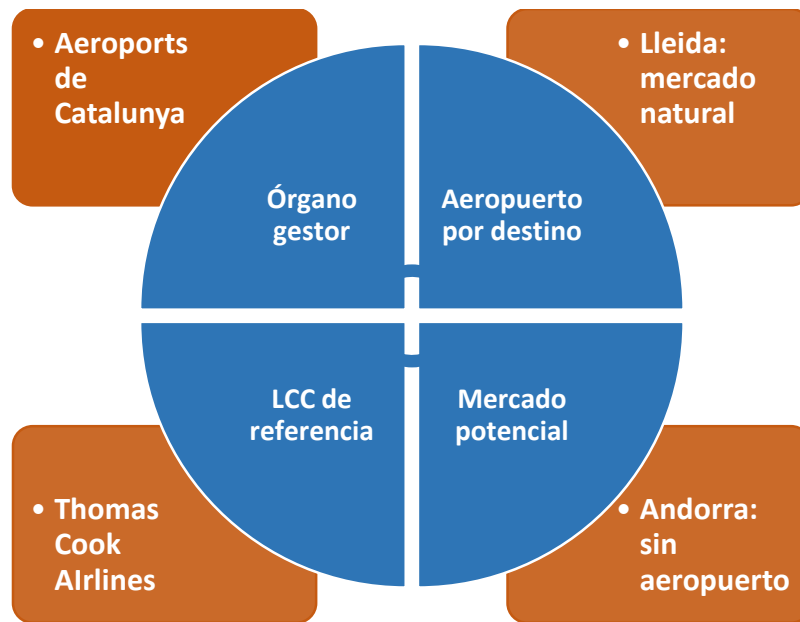 • Aeroports
de
Catalunya
• Lleida:
mercado
natural
Órgano
gestor
Aeropuerto
por destino
LCC de
referencia
Mercado
potencial
• Thomas
Cook
AIrlines
• Andorra:
sin
aeropuerto